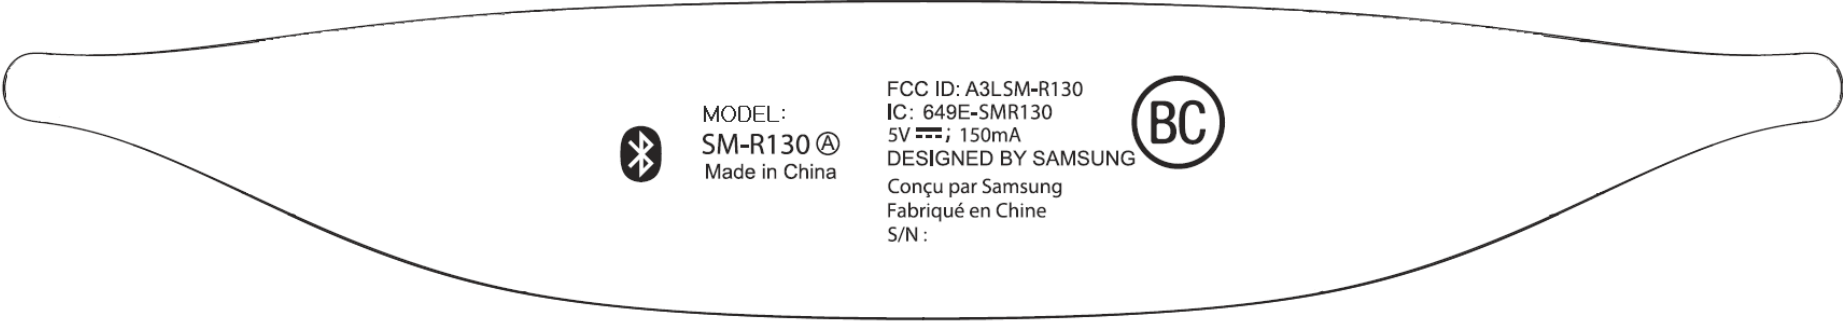 MODEL:
SM-R130 Ⓐ
Made in China
FCC ID: A3LSM-R130
IC: 649E-SMR130
5V ⎓; 150mA
DESIGNED BY SAMSUNG
Conçu par Samsung
Fabriqué en Chine
S/N :
BC